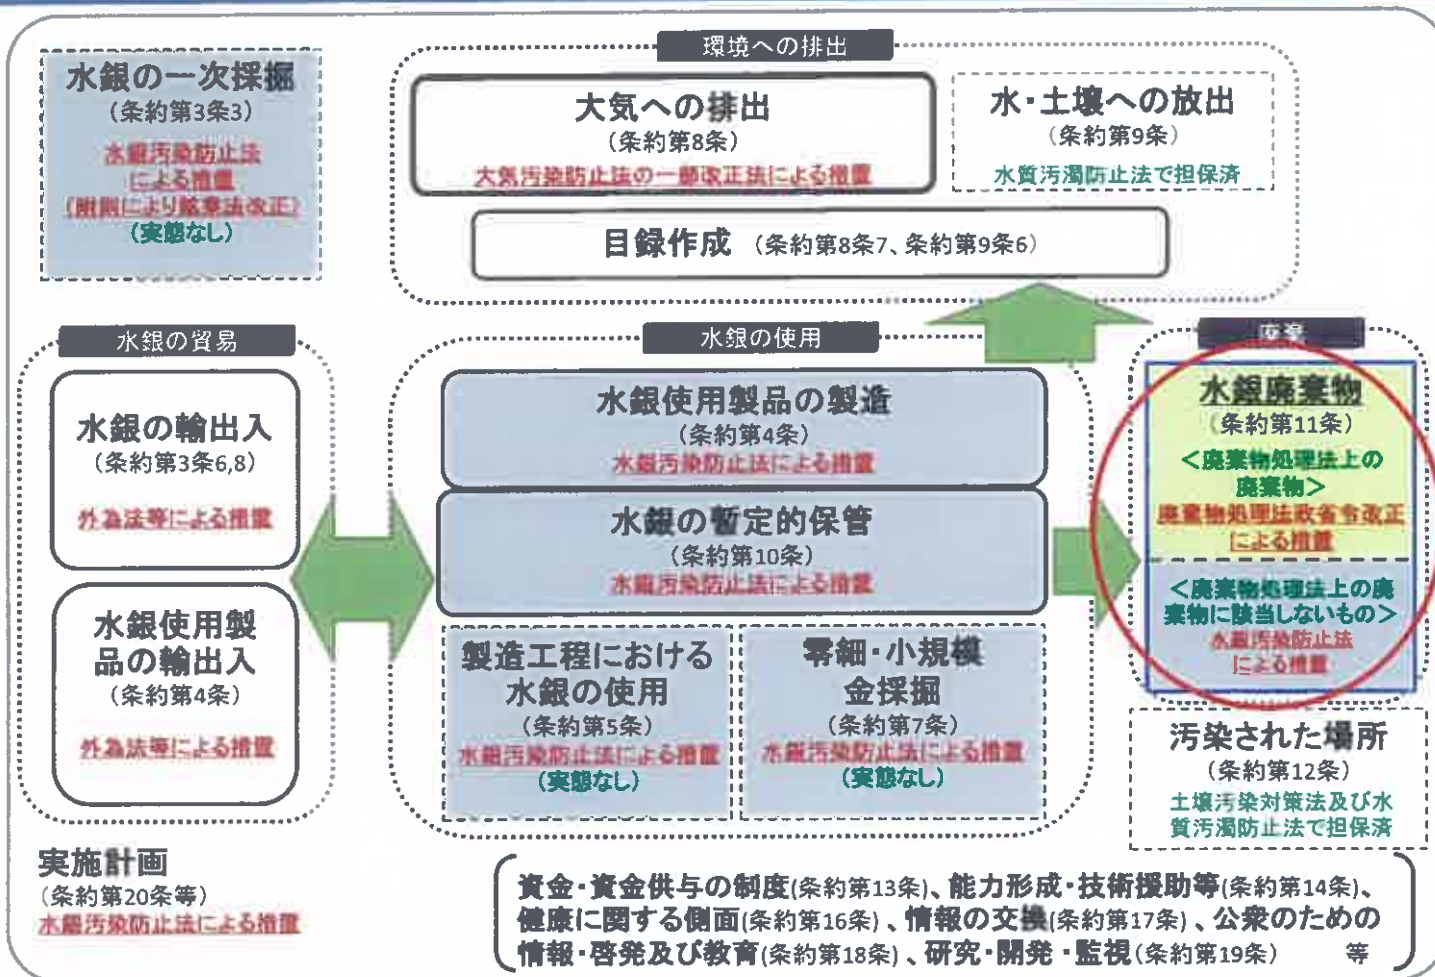 水銀の一次採掘
(条約第3条3)
水銀汚染防止法
による措置
(附則により鉱業法改正)
(実態なし)
環境への排出
大気への排出
(条約第8条)
大気汚染防止法の一部改正法による措置
水・土壌への放出
(条約第9条)
水質汚濁防止法で担保済
目録作成 (条約第8条7、条約第9条6)
水銀の貿易
水銀の輸出入
(条約第3条6,8)
外為法等による措置
水銀使用製
品の輸出入
(条約第4条)
外為法等による措置
水銀の使用
水銀使用製品の製造
(条約第4条)
水銀汚染防止法による措置
水銀の暫定的保管
(条約第10条)
水銀汚染防止法による措置
製造工程における
水銀の使用
(条約第5条)
水銀汚染防止法による措置
(実態なし)
零細・小規模
金採掘
(条約第7条)
水銀汚染防止法による措置
(実態なし)
廃棄
水銀廃棄物
(条約第11条)
<廃棄物処理法上の
廃棄物>
廃棄物処理法政省令改正
による措置
<廃棄物処理法上の廃
棄物に該当しないもの>
水銀汚染防止法
による措置
汚染された場所
(条約第12条)
土壌汚染対策法及び水
質汚濁防止法で担保済
実施計画
(条約第20条等)
水銀汚染防止法による措置
資金・資金供与の制度(条約第13条)、能力形成・技術援助等(条約第14条)、
健康に関する側面(条約第16条)、情報の交換(条約第17条)、公衆のための
情報・啓発及び教育(条約第18条)、研究・開発・監視(条約第19条) 等